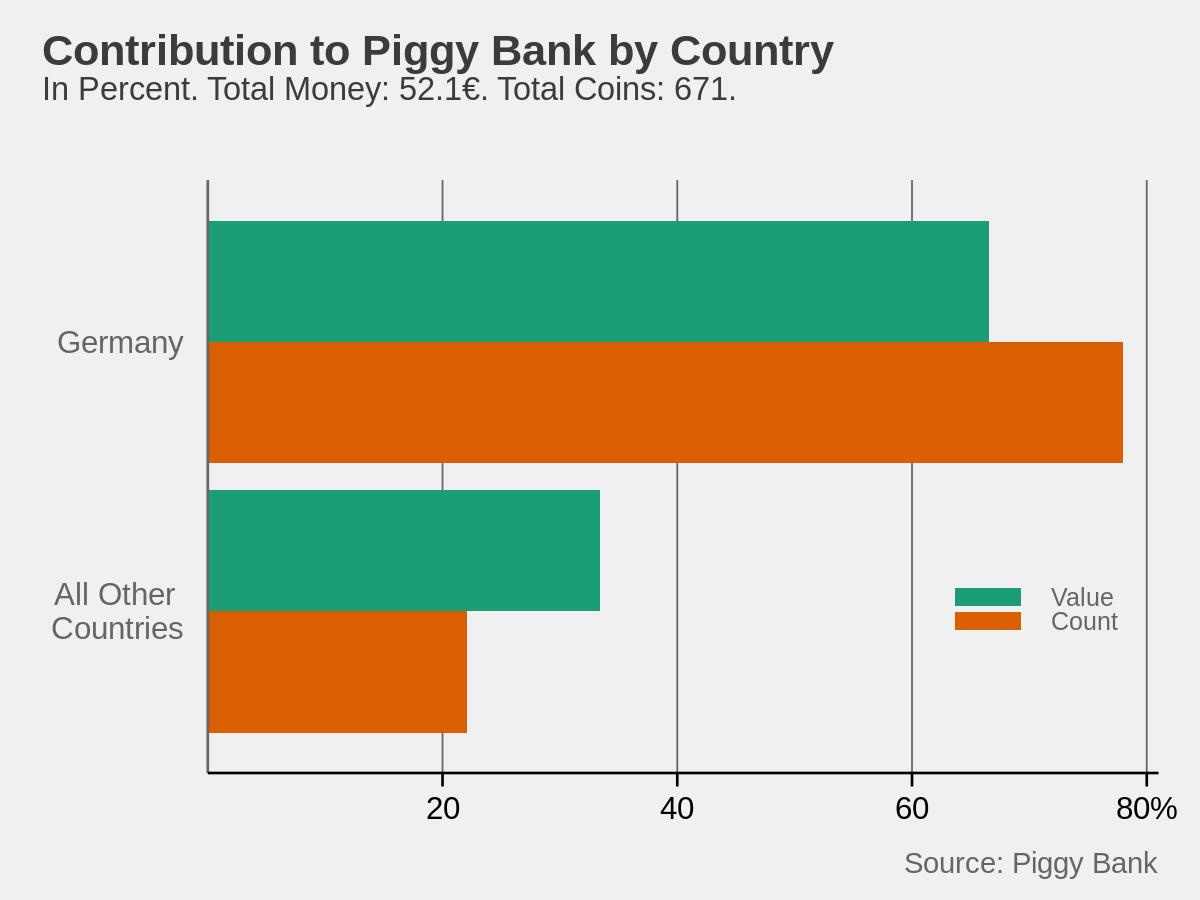 Contribution to Piggy Bank by Country
In Percent. Total Money: 52.1€. Total Coins: 671.
Germany
All Other
Countries
Value
Count
20 40 60 80%
Source: Piggy Bank